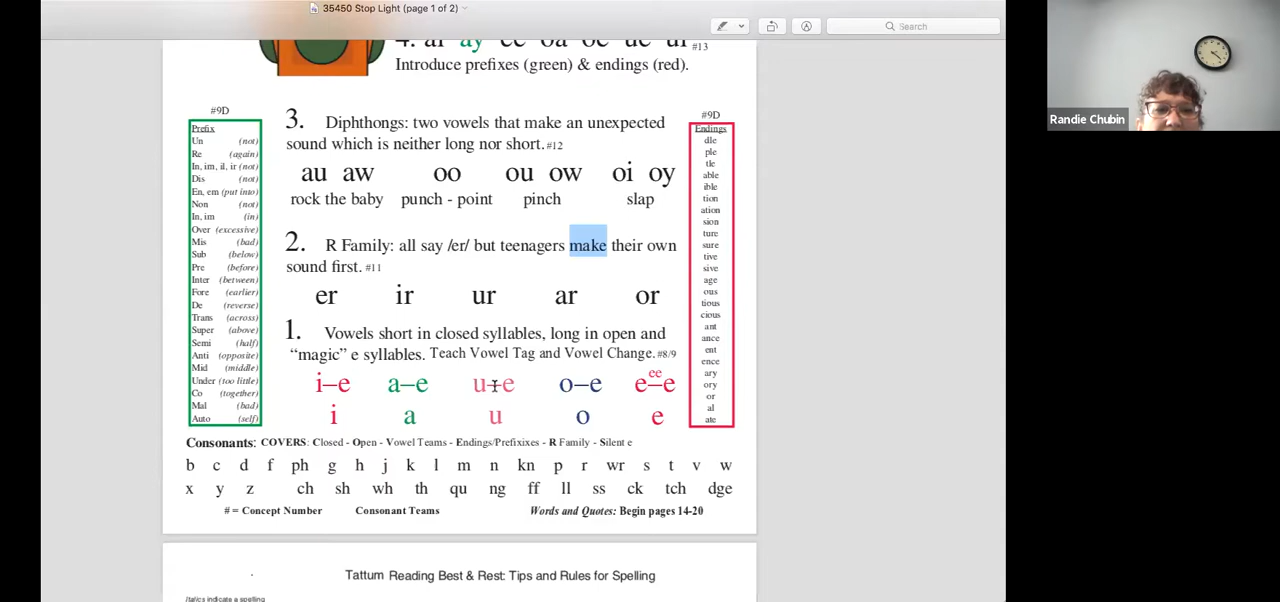 35450 Stop Light (page 1 of 2)
Search
Randie Chubin
4. ar ay ee oa oe ue ui #13
Introduce prefixes (green) & endings (red).
#9D
Prefix
Un (not)
Re (again)
In, im, il, ir (not)
Dis (not)
En, em (put into)
Non (not)
In, im (in)
Over (excessive)
Mis (bad)
Sub (below)
Pre (before)
Inter (between)
Fore (earlier)
De (reverse)
Trans (across)
Super (above)
Semi (half)
Anti (opposite)
Mid (middle)
Under (too little)
Co (together)
Mal (bad)
Auto (self)
3. Diphthongs: two vowels that make an unexpected
sound which is neither long nor short. #12
au aw oo ou ow oi oy
rock the baby punch - point pinch slap
2. R Family: all say /er/ but teenagers make their own
sound first. #11
er ir ur ar or
1. Vowels short in closed syllables, long in open and
“magic” e syllables. Teach Vowel Tag and Vowel Change. #8/9
ee
i–e a–e u–e o–e e–e
i a u o e
#9D
Endings
dle
ple
tle
able
ible
tion
ation
sion
ture
sure
tive
sive
age
ous
tious
cious
ant
ance
ent
ence
ary
ory
or
al
ate
Consonants: COVERS: Closed - Open - Vowel Teams - Endings/Prefixixes - R Family - Silent e
b c d f ph g h j k l m n kn p r wr s t v w
x y z ch sh wh th qu ng ff ll ss ck tch dge
# = Concept Number Consonant Teams Words and Quotes: Begin pages 14-20
Tattum Reading Best & Rest: Tips and Rules for Spelling
Italics indicate a spelling